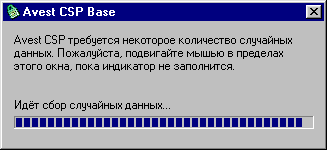 Avest CSP Base
Avest CSP требуется некоторое количество случайных
данных. Пожалуйста, подвигайте мышью в пределах
этого окна, пока индикатор не заполнится.
Идёт сбор случайных данных...